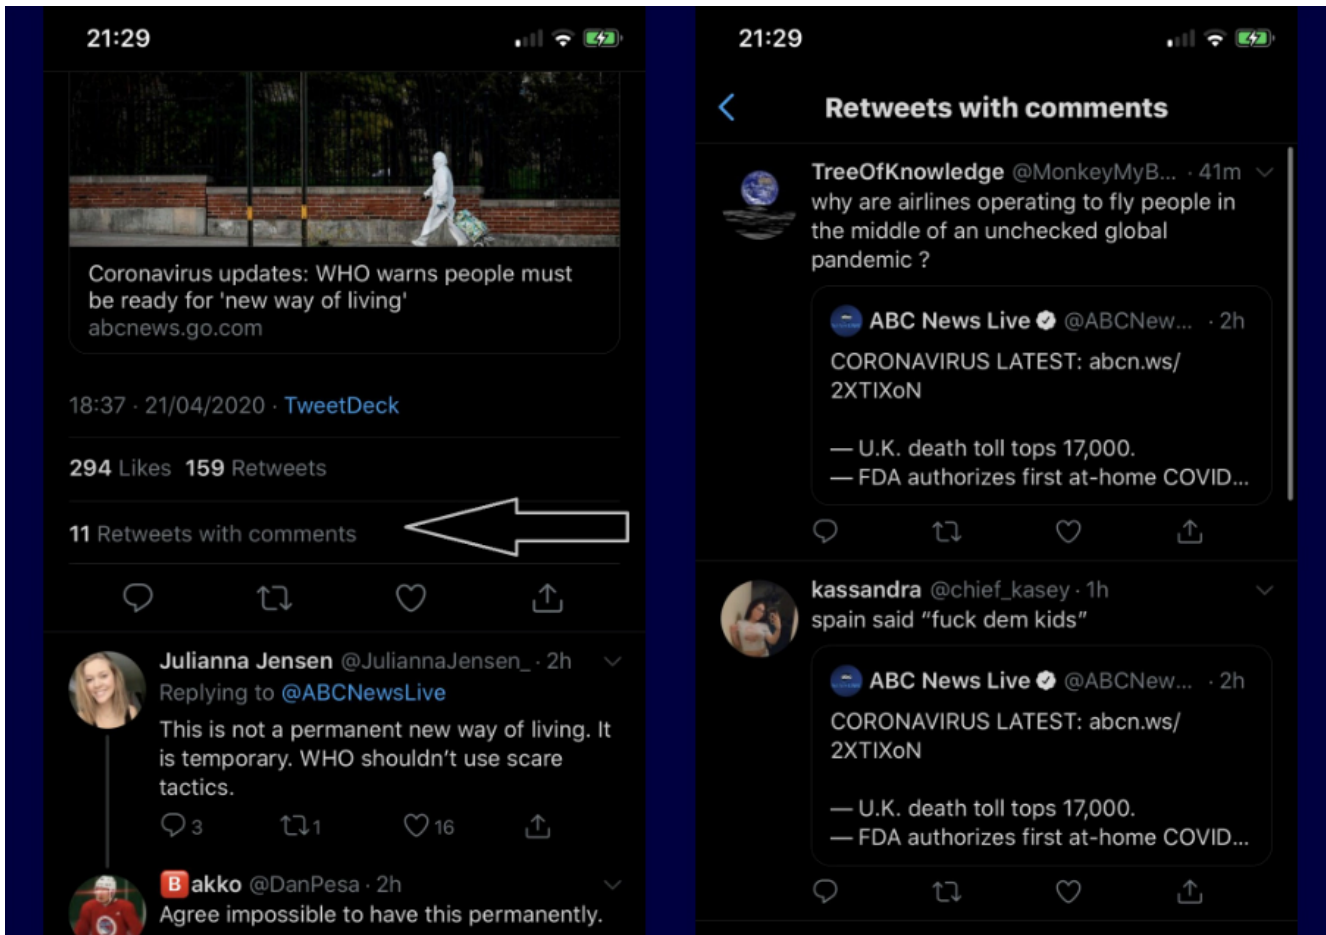 21:29
Coronavirus updates: WHO warns people must
be ready for 'new way of living'
abcnews.go.com
18:37 · 21/04/2020 · TweetDeck
294 Likes 159 Retweets
11 Retweets with comments
Julianna Jensen @JuliannaJensen_ · 2h
Replying to @ABCNewsLive
This is not a permanent new way of living. It
is temporary. WHO shouldn't use scare
tactics.
3 1 16
Bakko @DanPesa · 2h
Agree impossible to have this permanently.
21:29
Retweets with comments
TreeOfKnowledge @MonkeyMyB... · 41m
why are airlines operating to fly people in
the middle of an unchecked global
pandemic ?
ABC News Live @ABCNew... · 2h
CORONAVIRUS LATEST: abcn.ws/
2XTIXoN
— U.K. death toll tops 17,000.
— FDA authorizes first at-home COVID...
kassandra @chief_kasey · 1h
spain said “fuck dem kids”
ABC News Live @ABCNew... · 2h
CORONAVIRUS LATEST: abcn.ws/
2XTIXoN
— U.K. death toll tops 17,000.
— FDA authorizes first at-home COVID...